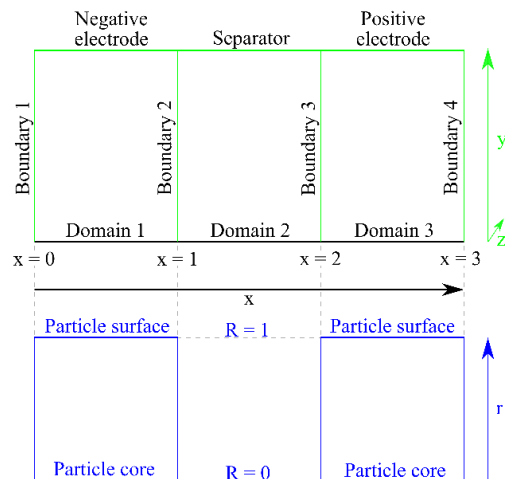 Negative
electrode
Scparator
Positive
electrode
Boundary 1
Boundary 2
Boundary 3
Boundary 4
y
z
Domain 1
Domain 2
Domain 3
x = 0
x = 1
x = 2
x = 3
x
Particle surface
R = 1
Particle surface
r
Particle core
R = 0
Particle core